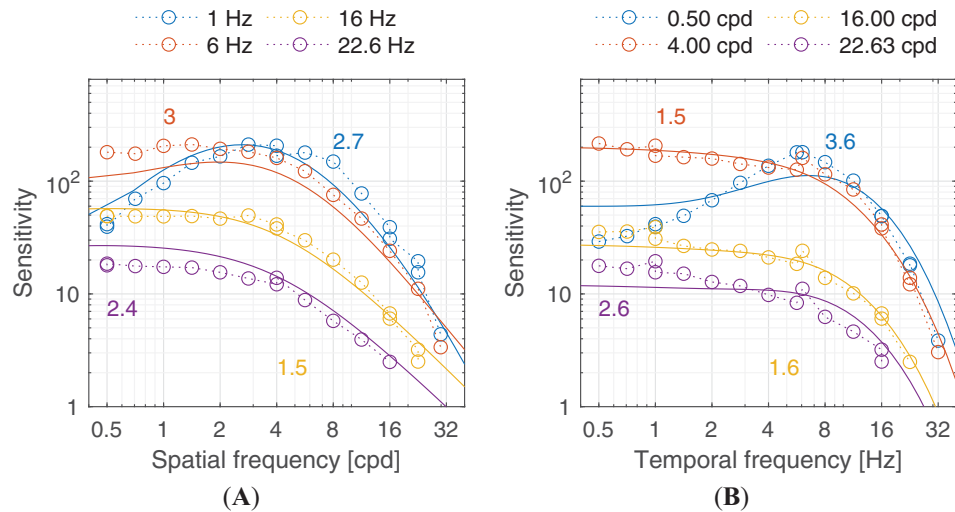 1 Hz 16 Hz
6 Hz 22.6 Hz
Sensitivity
10²
10
1
3
2.7
2.4
1.5
0.5 1 2 4 8 16 32
Spatial frequency [cpd]
(A)
0.50 cpd 16.00 cpd
4.00 cpd 22.63 cpd
Sensitivity
10²
10
1
1.5
3.6
2.6
1.6
0.5 1 2 4 8 16 32
Temporal frequency [Hz]
(B)